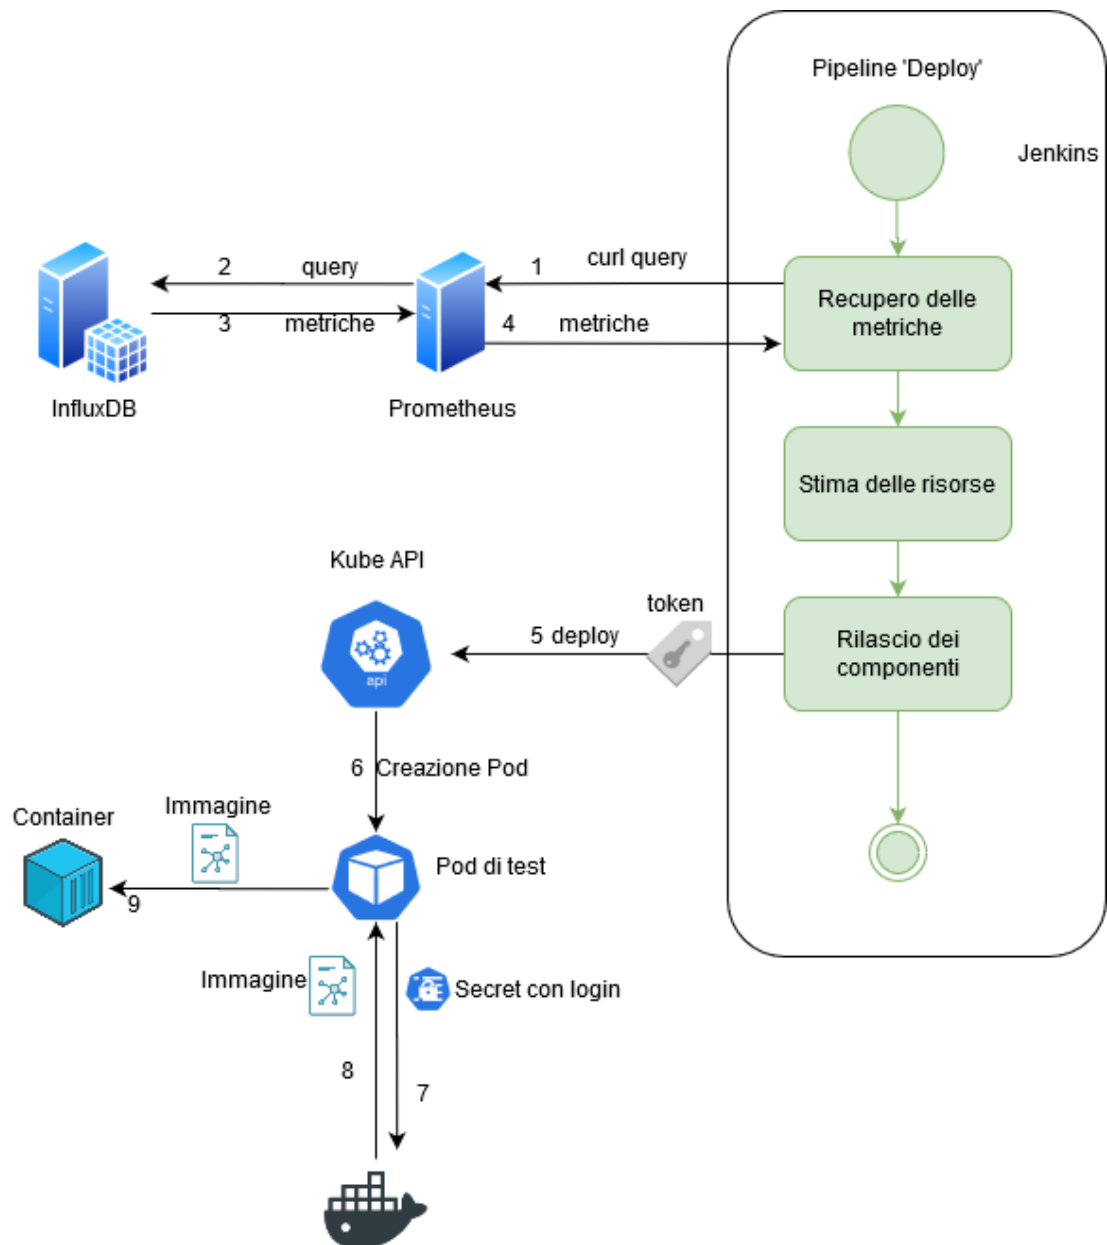 Pipeline 'Deploy'
Jenkins
2 query
1 curl query
Recupero delle
metriche
3 metriche
4 metriche
InfluxDB
Prometheus
Stima delle risorse
Kube API
token
5 deploy
Rilascio dei
componenti
api
6 Creazione Pod
Immagine
Container
Pod di test
9
Immagine
Secret con login
8
7